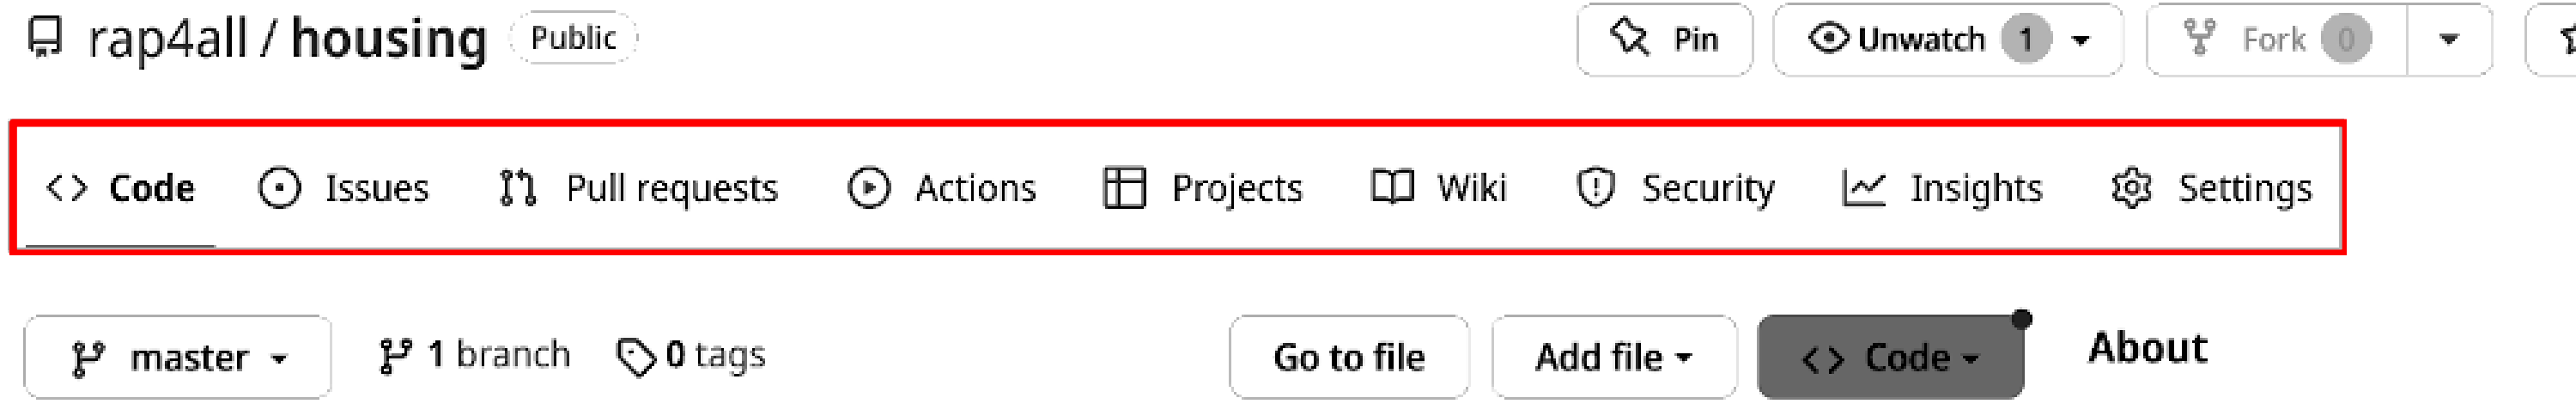 rap4all / housing Public Pin Unwatch 1 Fork 0
Code Issues Pull requests Actions Projects Wiki Security Insights Settings
master 1 branch 0 tags Go to file Add file Code About